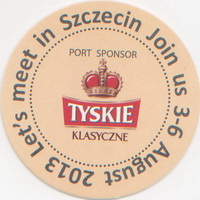 Let's meet in Szczecin Join us 3-6 August 2013
PORT SPONSOR
TYSKIE
KLASYCZNE